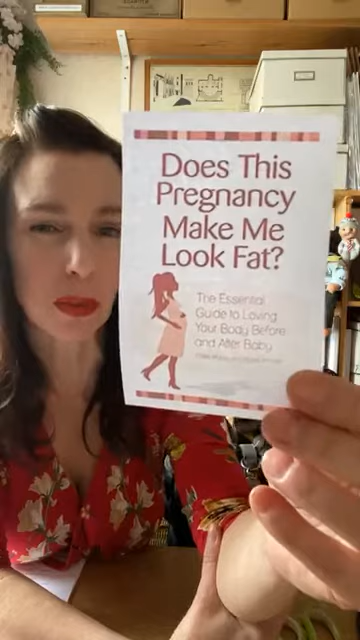 Does This
Pregnancy
Make Me
Look Fat?
The Essential
Guide to Loving
Your Body Before
and After Baby